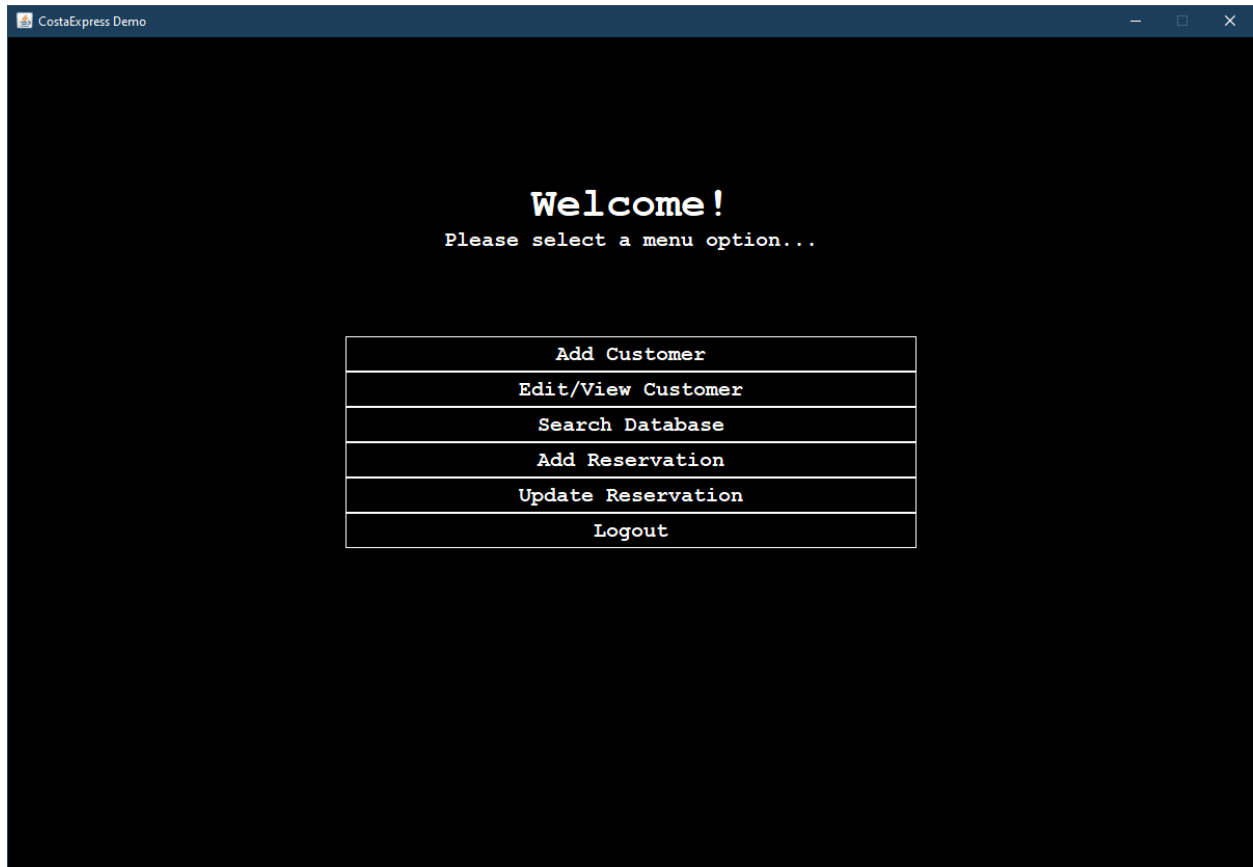 CostaExpress Demo
Welcome!
Please select a menu option...
Add Customer
Edit/View Customer
Search Database
Add Reservation
Update Reservation
Logout